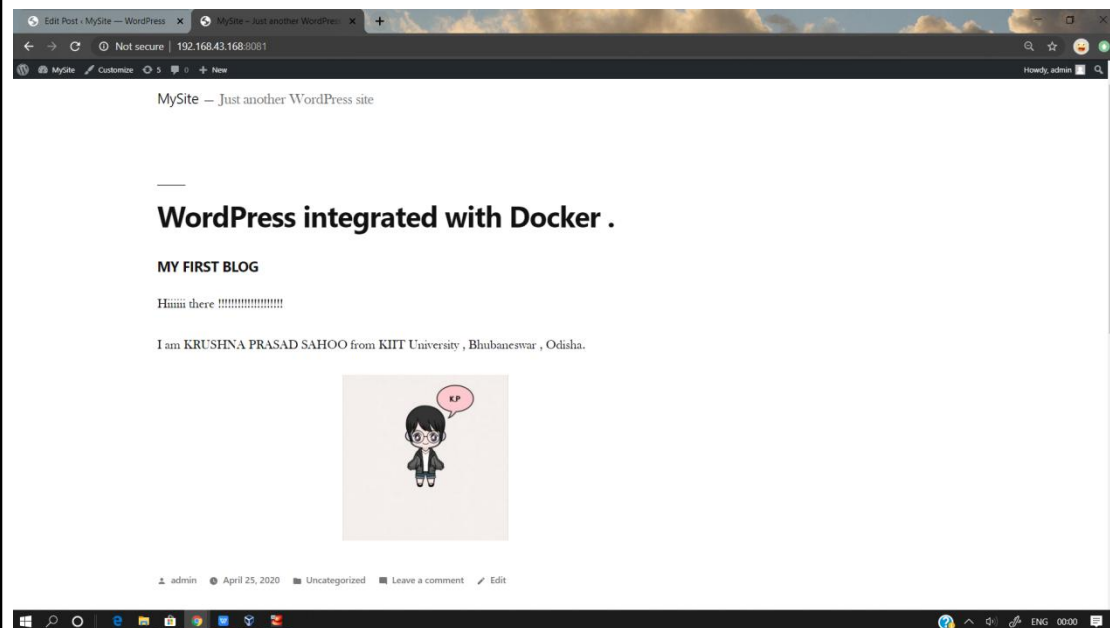 Edit Post ‹ MySite — WordPress
MySite – Just another WordPress
Not secure | 192.168.43.168:8081
MySite Customize 5 0 New Howdy, admin
MySite — Just another WordPress site
WordPress integrated with Docker .
MY FIRST BLOG
Hiiiiii there !!!!!!!!!!!!!!!!!!!!
I am KRUSHNA PRASAD SAHOO from KIIT University , Bhubaneswar , Odisha.
K.P
admin April 25, 2020 Uncategorized Leave a comment Edit
ENG 00:00